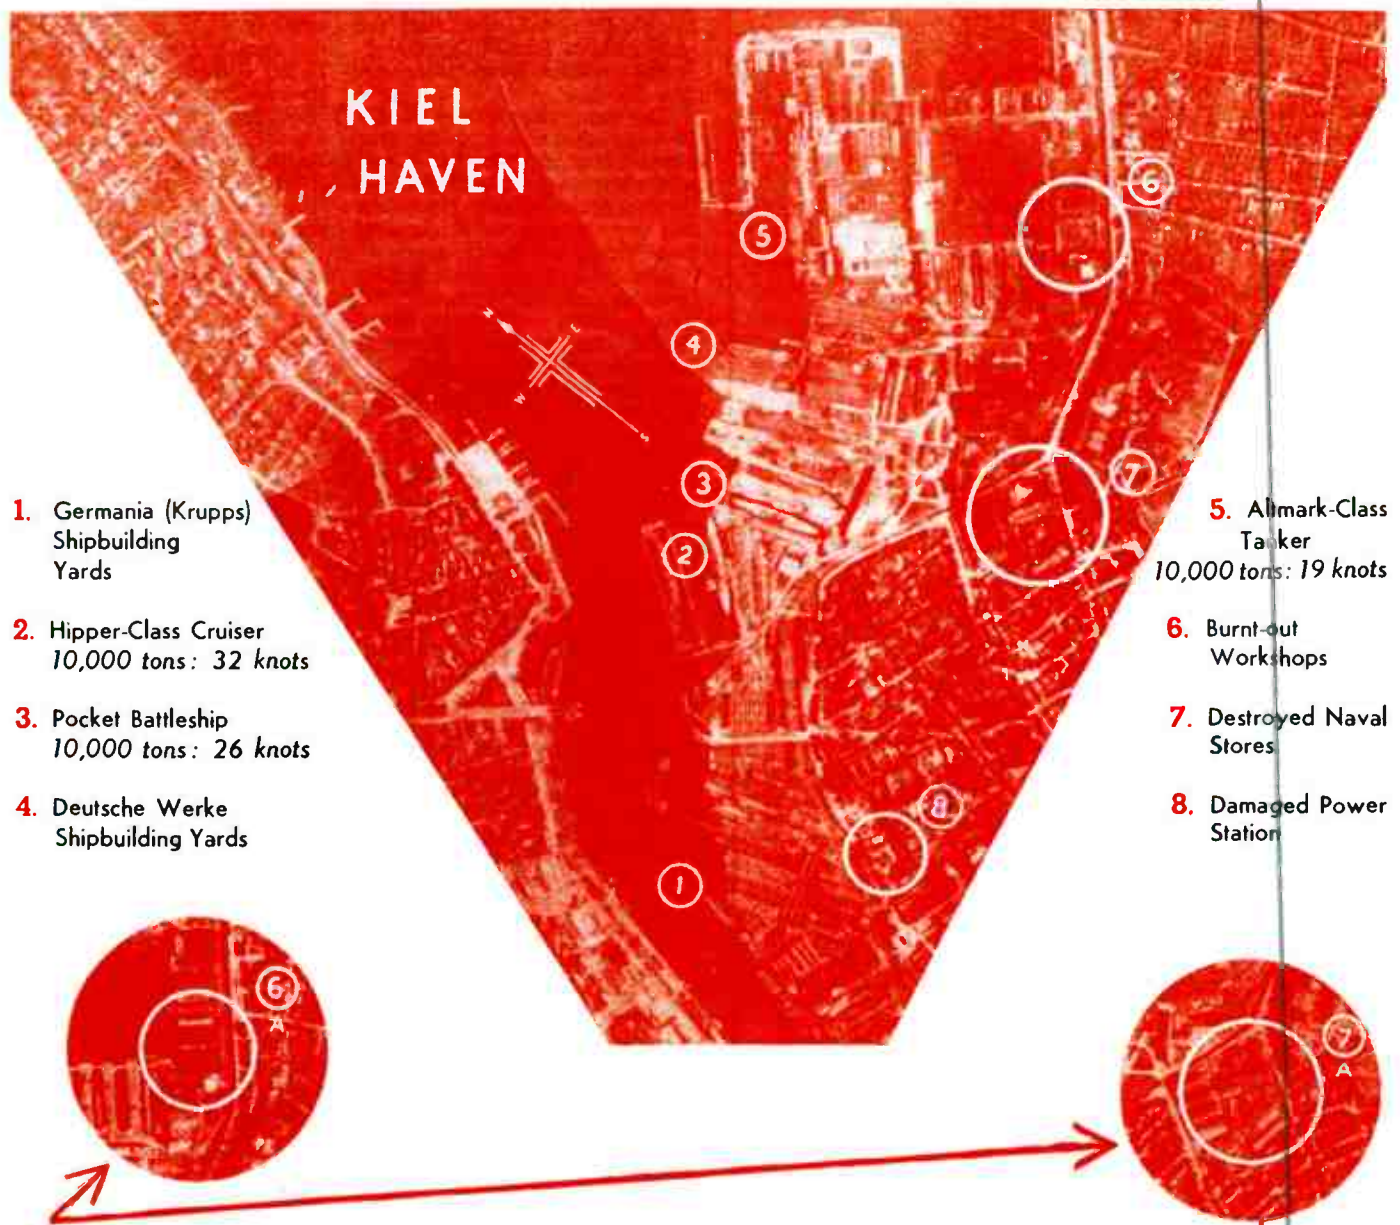 KIEL
HAVEN
6
5
N
E
4
W
S
3
7
2
1. Germania (Krupps)
Shipbuilding
Yards
2. Hipper-Class Cruiser
10,000 tons: 32 knots
3. Pocket Battleship
10,000 tons: 26 knots
4. Deutsche Werke
Shipbuilding Yards
5. Altmark-Class
Tanker
10,000 tons: 19 knots
6. Burnt-out
Workshops
7. Destroyed Naval
Stores
8. Damaged Power
Station
8
1
6
A
7
A